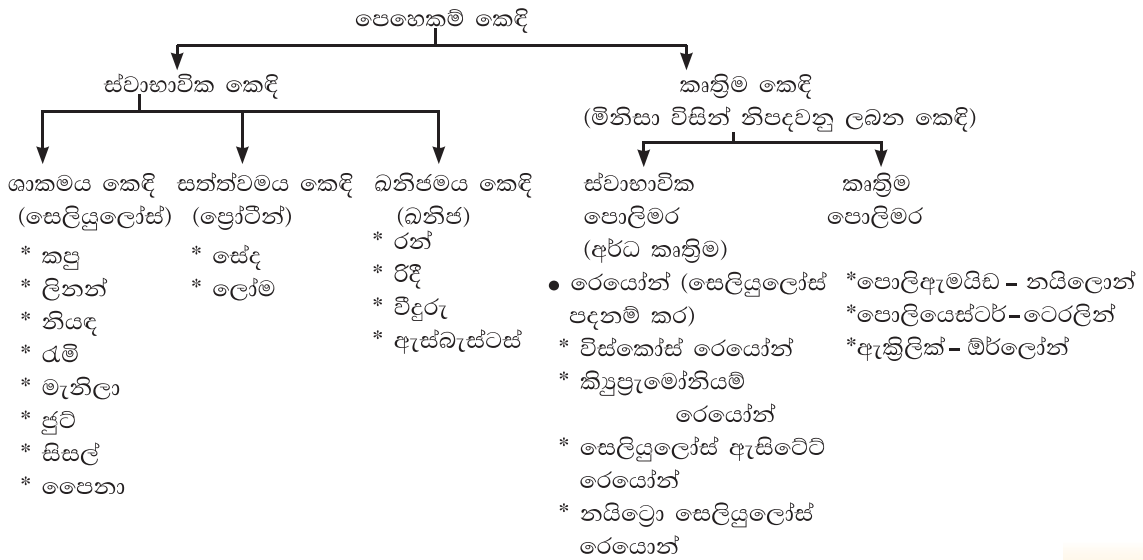 පෙහෙකම් කෙඳි
ස්වාභාවික කෙඳි
කෘත්‍රිම කෙඳි
(මිනිසා විසින් නිපදවනු ලබන කෙඳි)
ශාකමය කෙඳි
(සෙලියුලෝස්)
* කපු
* ලිනන්
* නියඳ
* රැමි
* මැනිලා
* ජුට්
* සිසල්
* පෛනා
සත්ත්වමය කෙඳි
(ප්‍රෝටීන්)
* සේද
* ලෝම
ඛනිජමය කෙඳි
(ඛනිජ)
* රන්
* රිදී
* වීදුරු
* ඇස්බැස්ටස්
ස්වාභාවික
පොලිමර
(අර්ධ කෘත්‍රිම)
• රෙයෝන් (සෙලියුලෝස්
පදනම් කර)
* විස්කෝස් රෙයෝන්
* ක්‍යුප්‍රැමෝනියම්
රෙයෝන්
* සෙලියුලෝස් ඇසිටේට්
රෙයෝන්
* නයිට්‍රො සෙලියුලෝස්
රෙයොන්
කෘත්‍රිම
පොලිමර
*පොලිඇමයිඩ – නයිලොන්
*පොලියෙස්ටර්–ටෙරලින්
*ඇක්‍රිලික් – ඕර්ලෝන්